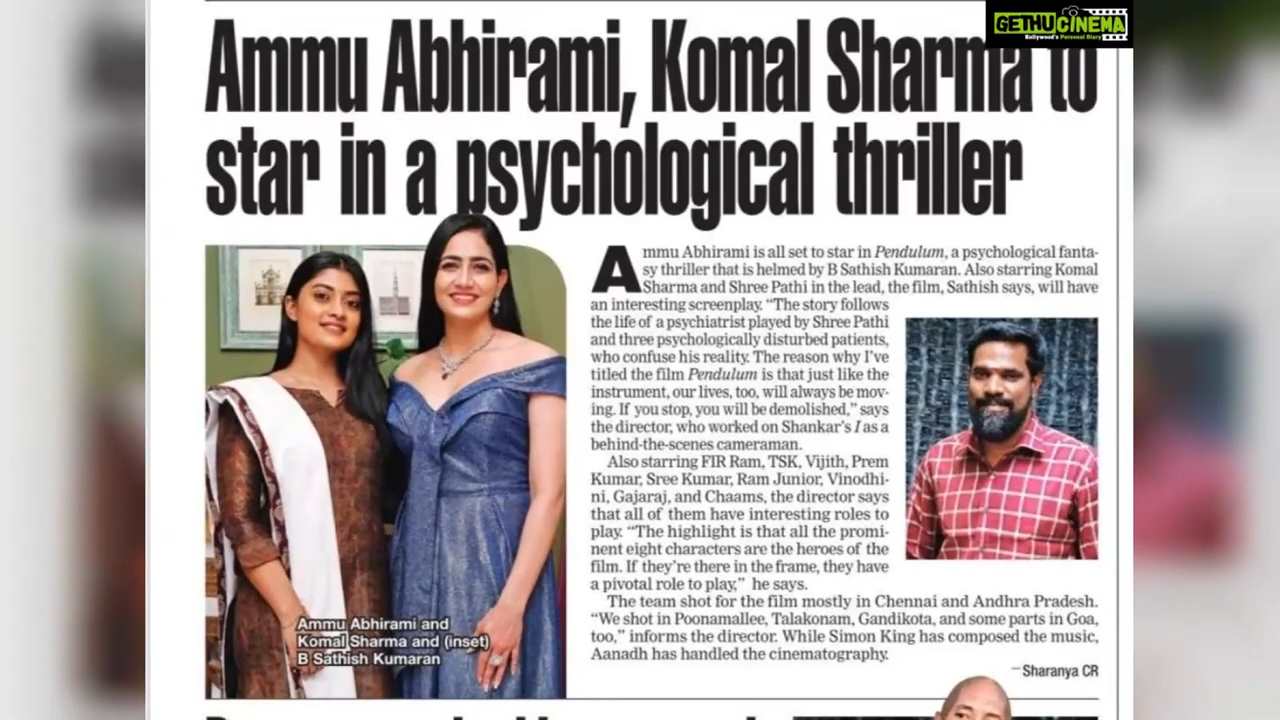 GETHU CINEMA
Kollywood's Personal Diary
Ammu Abhirami, Komal Sharma to
star in a psychological thriller
Ammu Abhirami is all set to star in Pendulum, a psychological fanta-
sy thriller that is helmed by B Sathish Kumaran. Also starring Komal
Sharma and Shree Pathi in the lead, the film, Sathish says, will have
an interesting screenplay. “The story follows
the life of a psychiatrist played by Shree Pathi
and three psychologically disturbed patients,
who confuse his reality. The reason why I’ve
titled the film Pendulum is that just like the
instrument, our lives, too, will always be mov-
ing. If you stop, you will be demolished,” says
the director, who worked on Shankar’s I as a
behind-the-scenes cameraman.
Also starring FIR Ram, TSK, Vijith, Prem
Kumar, Sree Kumar, Ram Junior, Vinodhi-
ni, Gajaraj, and Chaams, the director says
that all of them have interesting roles to
play. “The highlight is that all the promi-
nent eight characters are the heroes of the
film. If they’re there in the frame, they have
a pivotal role to play,” he says.
The team shot for the film mostly in Chennai and Andhra Pradesh.
“We shot in Poonamallee, Talakonam, Gandikota, and some parts in Goa,
too,” informs the director. While Simon King has composed the music,
Aanadh has handled the cinematography.
— Sharanya CR
Ammu Abhirami and
Komal Sharma and (inset)
B Sathish Kumaran